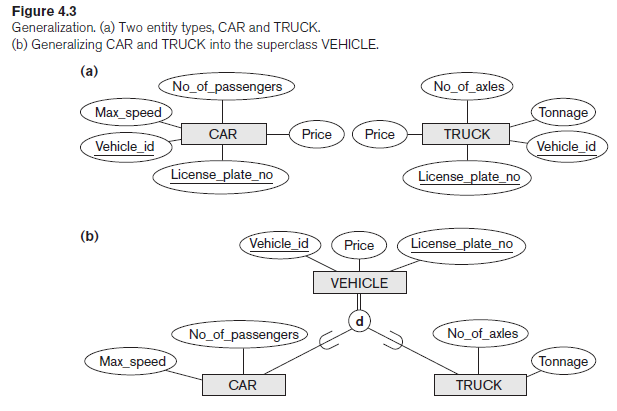 Figure 4.3
Generalization. (a) Two entity types, CAR and TRUCK.
(b) Generalizing CAR and TRUCK into the superclass VEHICLE.
(a)
No_of_passengers
No_of_axles
Max_speed
Tonnage
CAR
Price
Price
TRUCK
Vehicle_id
Vehicle_id
License_plate_no
License_plate_no
(b)
Vehicle_id
Price
License_plate_no
VEHICLE
d
No_of_passengers
No_of_axles
Max_speed
Tonnage
CAR
TRUCK